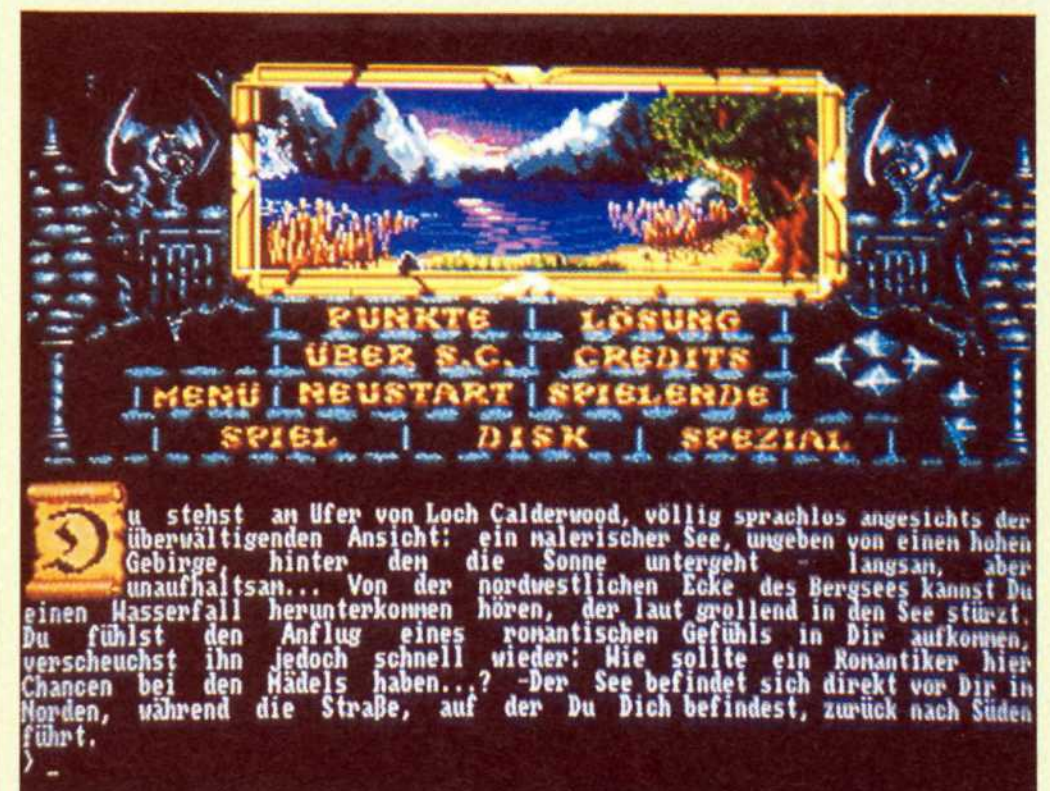 PUNKTE LÖSUNG
ÜBER S.C. CREDITS
MENÜ NEUSTART SPIELENDE
SPIEL DISK SPEZIAL
Du stehst am Ufer von Loch Calderwood, völlig sprachlos angesichts der
überwältigenden Ansicht: ein malerischer See, umgeben von einem hohen
Gebirge, hinter dem die Sonne untergeht - langsam, aber
unaufhaltsam... Von der nordwestlichen Ecke des Bergsees kannst Du
einen Wasserfall herunterkommen hören, der laut grollend in den See stürzt.
Du fühlst den Anflug eines romantischen Gefühls in Dir aufkommen,
verscheuchst ihn jedoch schnell wieder: Wie sollte ein Romantiker hier
Chancen bei den Mädels haben...? -Der See befindet sich direkt vor Dir im
Norden, während die Straße, auf der Du Dich befindest, zurück nach Süden
führt.
> _